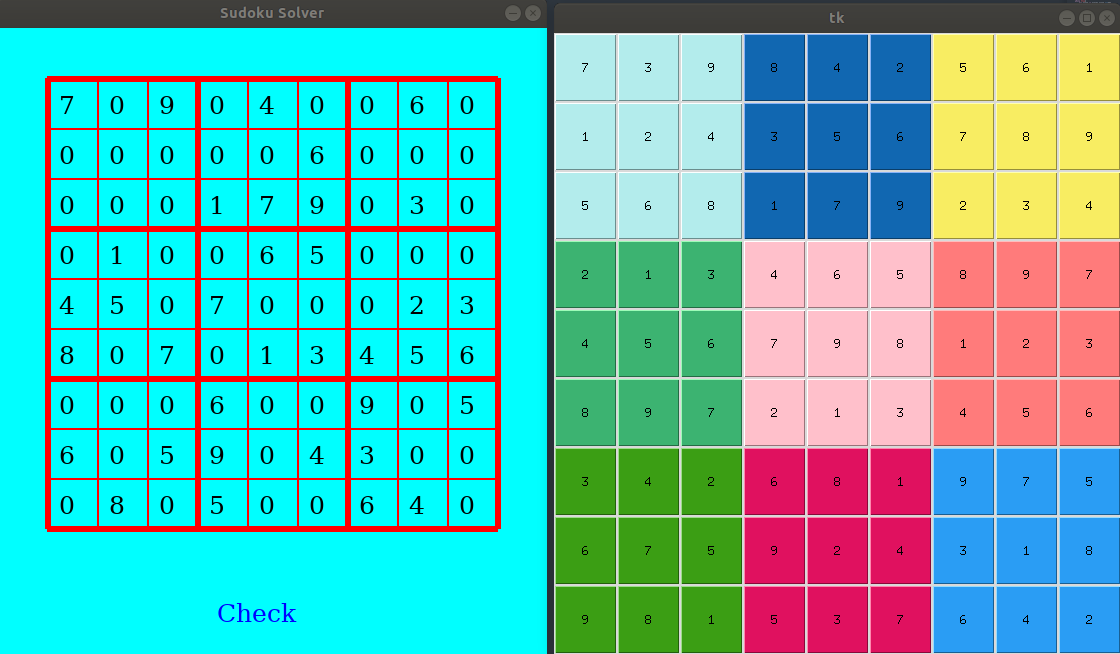 Sudoku Solver
7 0 9 0 4 0 0 6 0
0 0 0 0 0 6 0 0 0
0 0 0 1 7 9 0 3 0
0 1 0 0 6 5 0 0 0
4 5 0 7 0 0 0 2 3
8 0 7 0 1 3 4 5 6
0 0 0 6 0 0 9 0 5
6 0 5 9 0 4 3 0 0
0 8 0 5 0 0 6 4 0
Check
tk
7 3 9 8 4 2 5 6 1
1 2 4 3 5 6 7 8 9
5 6 8 1 7 9 2 3 4
2 1 3 4 6 5 8 9 7
4 5 6 7 9 8 1 2 3
8 9 7 2 1 3 4 5 6
3 4 2 6 8 1 9 7 5
6 7 5 9 2 4 3 1 8
9 8 1 5 3 7 6 4 2